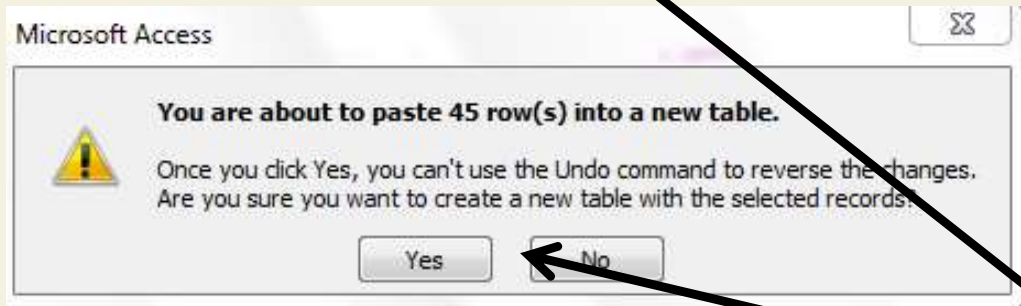 Microsoft Access
You are about to paste 45 row(s) into a new table.
Once you click Yes, you can't use the Undo command to reverse the changes.
Are you sure you want to create a new table with the selected records?
Yes
No